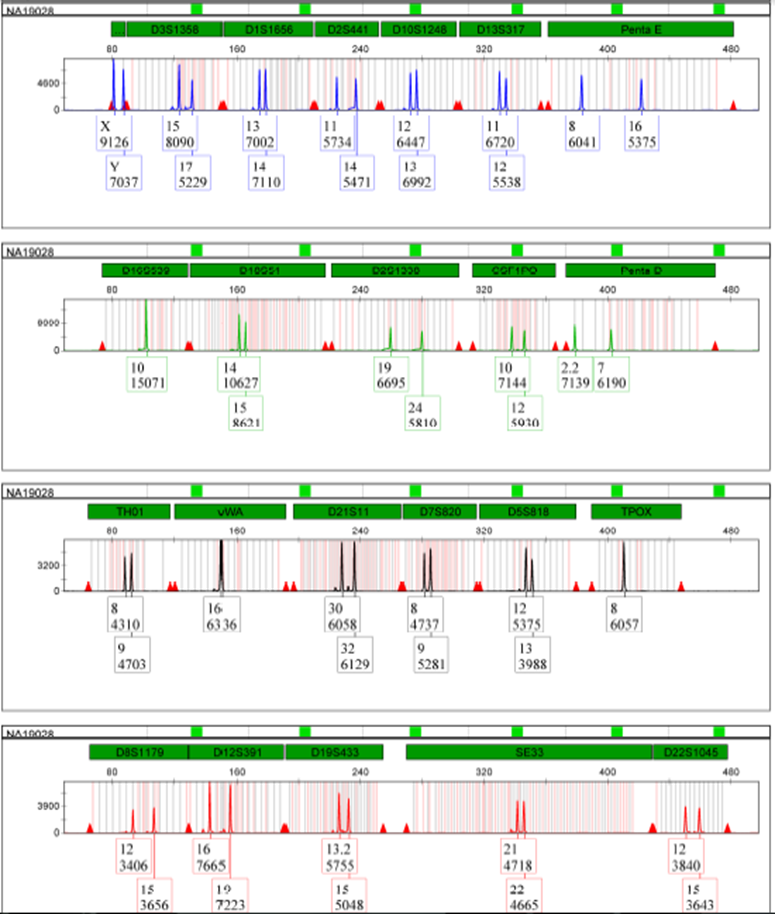 NA19028
D3S1358 D1S1656 D2S441 D10S1248 D13S317 Penta E
80 160 240 320 400 480
4600
0
X 15 13 11 12 11 8 16
9126 8090 7002 5734 6447 6720 6041 5375
Y 17 14 14 13 12
7037 5229 7110 5471 6992 5538
NA19028
D16S539 D18S51 D2S1338 CSF1PO Penta D
80 160 240 320 400 480
0
10 14 19 10 2.2 7
15071 10627 6695 7144 7139 6190
15 24 12
8621 5810 5930
NA19028
TH01 vWA D21S11 D7S820 D5S818 TPOX
80 160 240 320 400 480
3200
0
8 16 30 8 12 8
4310 6336 6058 4737 5375 6057
9 32 9 13
4703 6129 5281 3988
NA19028
D8S1179 D12S391 D19S433 SE33 D22S1045
80 160 240 320 400 480
3900
0
12 16 13.2 21 12
3406 7665 5755 4718 3840
15 19 15 22 15
3656 7223 5048 4665 3643